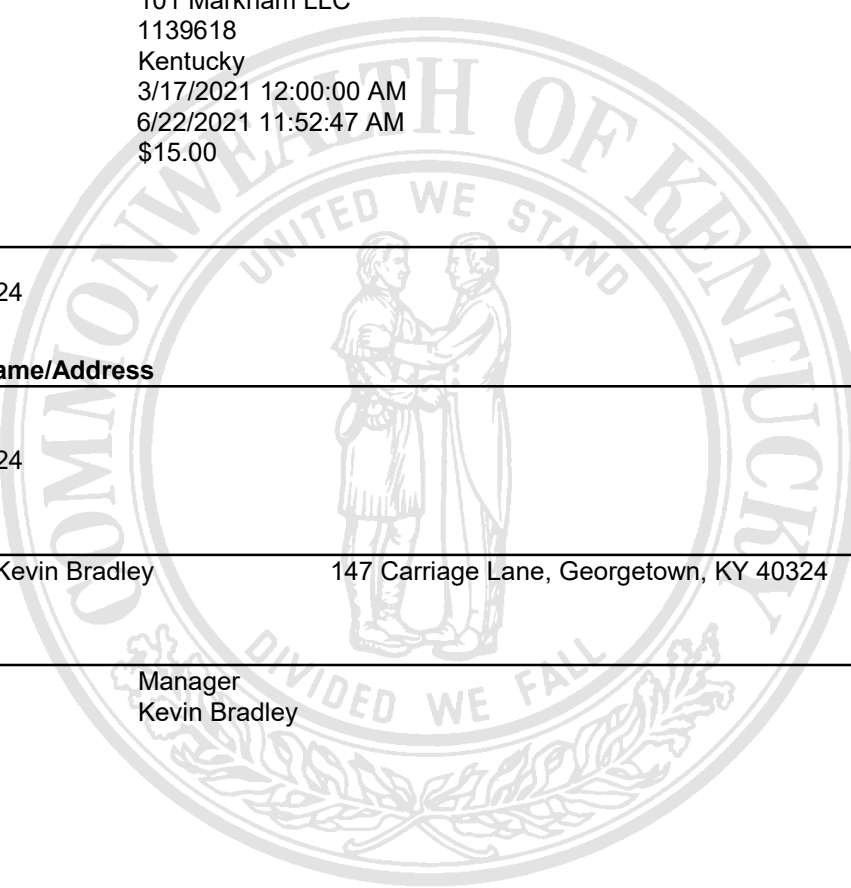 101 Markham LLC
1139618
Kentucky
3/17/2021 12:00:00 AM
6/22/2021 11:52:47 AM
$15.00
COMMONWEALTH OF KENTUCKY
UNITED WE STAND
24
ame/Address
24
Kevin Bradley 147 Carriage Lane, Georgetown, KY 40324
DIVIDED WE FALL
Manager
Kevin Bradley